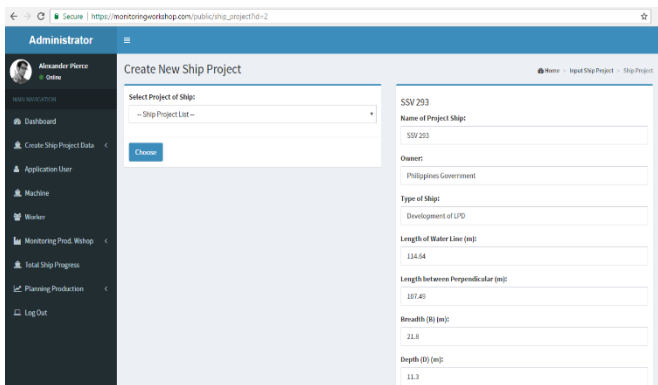 Secure | https://monitoringworkshop.com/public/ship_project?id=2
Administrator
Alexander Pierce
Online
MAIN NAVIGATION
Dashboard
Create Ship Project Data
Application User
Machine
Worker
Monitoring Prod. Wshop
Total Ship Progress
Planning Production
Log Out
Create New Ship Project
Home > Input Ship Project > Ship Project
Select Project of Ship:
-- Ship Project List --
Choose
SSV 293
Name of Project Ship:
SSV 293
Owner:
Philippines Government
Type of Ship:
Development of LPD
Length of Water Line (m):
114.64
Length between Perpendicular (m):
107.49
Breadth (B) (m):
21.8
Depth (D) (m):
11.3